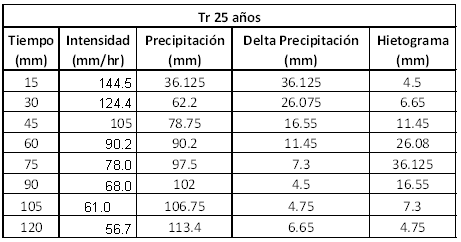 Tr 25 años
Tiempo (mm) Intensidad (mm/hr) Precipitación (mm) Delta Precipitación (mm) Hietograma (mm)
15 144.5 36.125 36.125 4.5
30 124.4 62.2 26.075 6.65
45 105 78.75 16.55 11.45
60 90.2 90.2 11.45 26.08
75 78.0 97.5 7.3 36.125
90 68.0 102 4.5 16.55
105 61.0 106.75 4.75 7.3
120 56.7 113.4 6.65 4.75